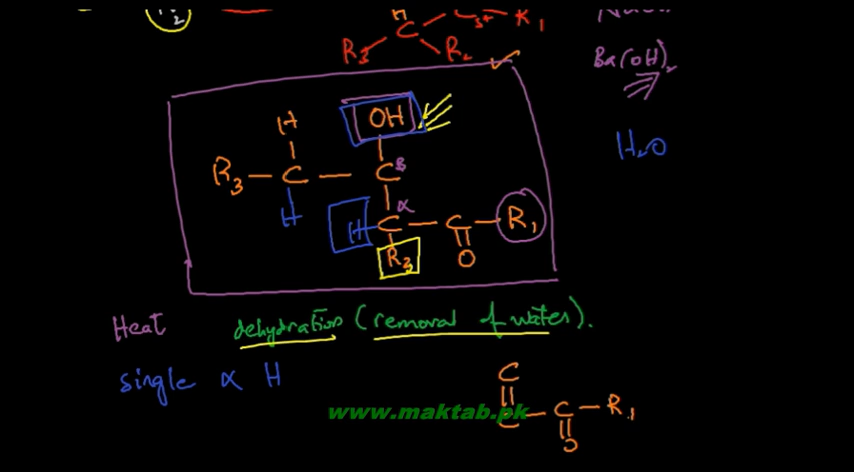 H
C
R₁
R₃ R₂
Ba(OH)₂
H OH
H₂O
R₃ — C — C β
α
H H C — C — R₁
R₃ O
Heat dehydration (removal of water).
single α H
C
C — C — R₁
www.maktab.pk
O